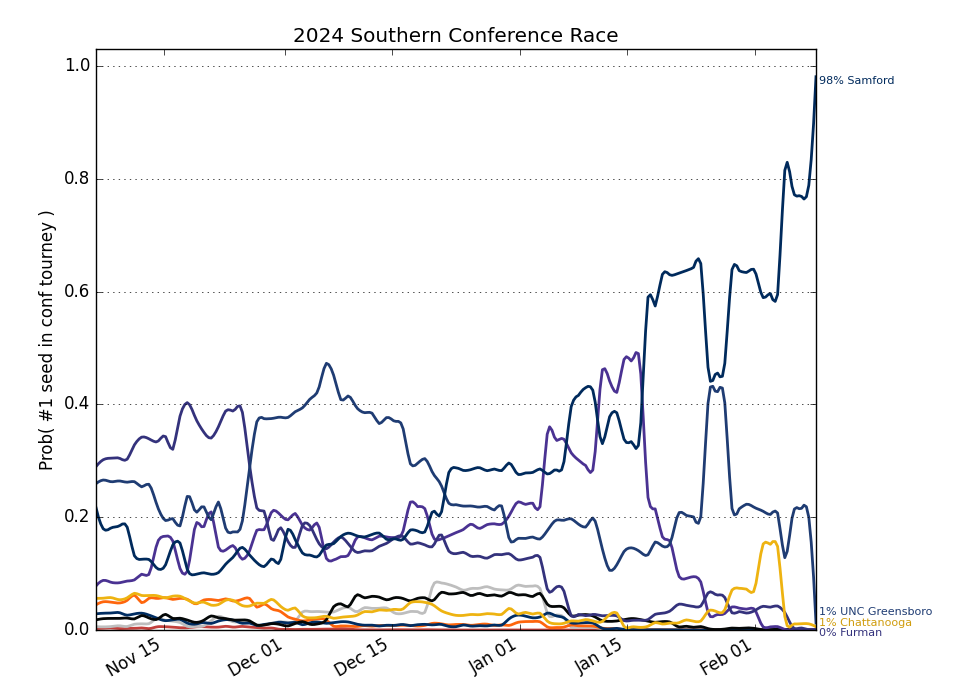 2024 Southern Conference Race
Prob( #1 seed in conf tourney )
1.0
0.8
0.6
0.4
0.2
0.0
98% Samford
1% UNC Greensboro
1% Chattanooga
0% Furman
Nov 15
Dec 01
Dec 15
Jan 01
Jan 15
Feb 01